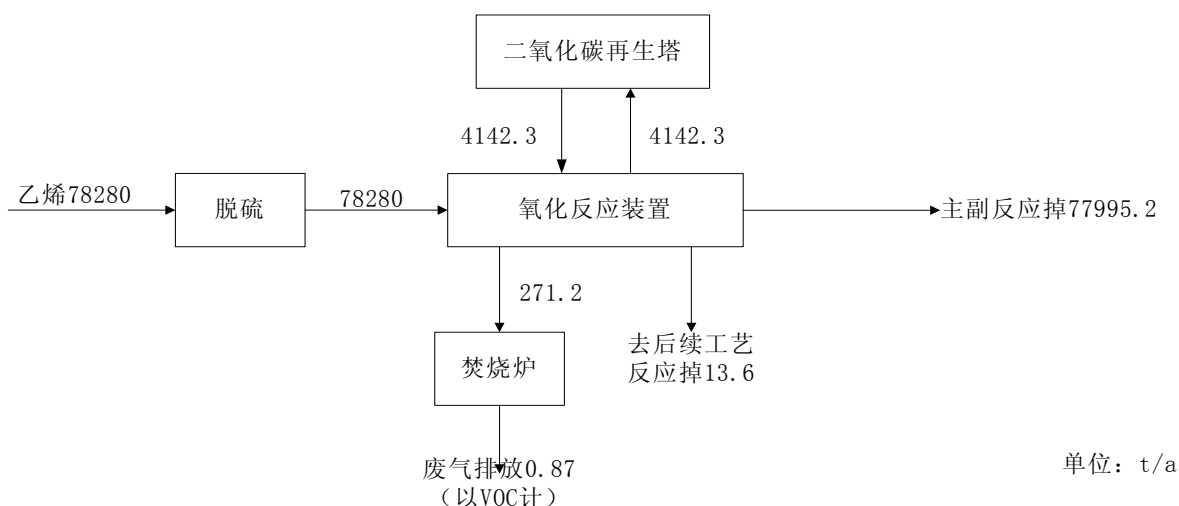 二氧化碳再生塔
4142.3
4142.3
乙烯78280
脱硫
78280
氧化反应装置
主副反应掉77995.2
271.2
焚烧炉
去后续工艺
反应掉13.6
废气排放0.87
（以VOC计）
单位：t/a